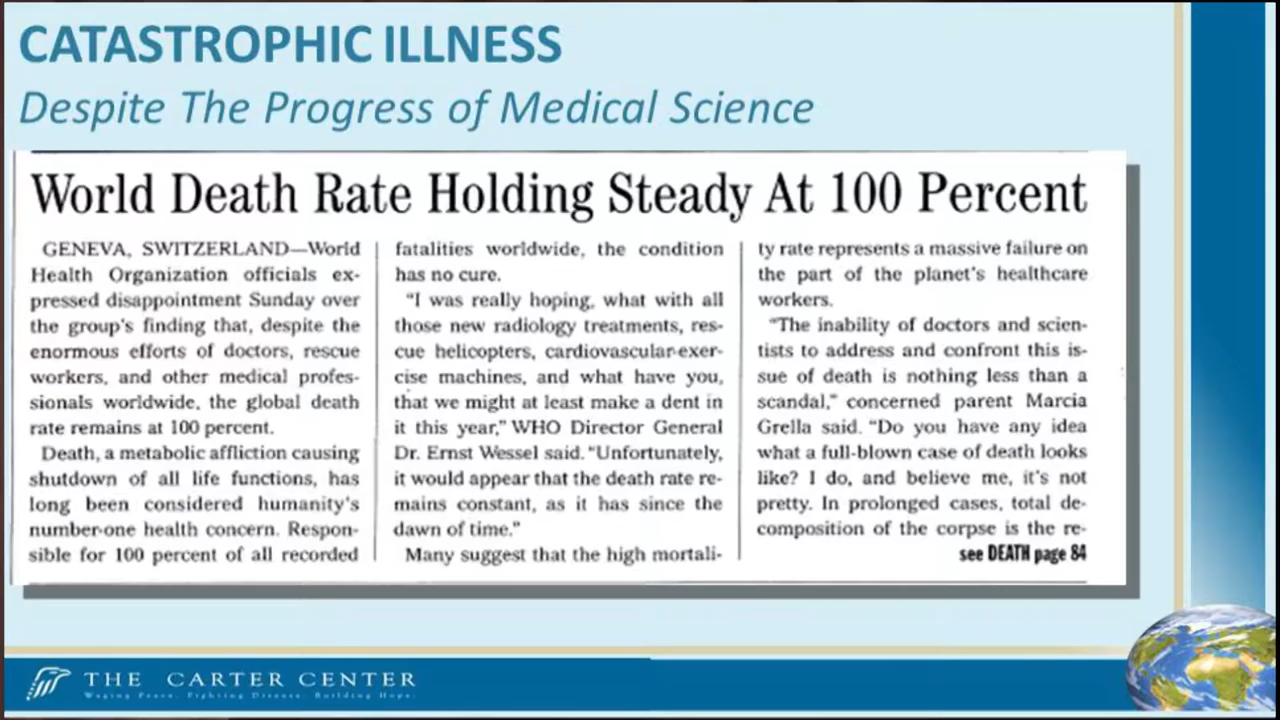 CATASTROPHIC ILLNESS
Despite The Progress of Medical Science
World Death Rate Holding Steady At 100 Percent
GENEVA, SWITZERLAND—World
Health Organization officials ex-
pressed disappointment Sunday over
the group's finding that, despite the
enormous efforts of doctors, rescue
workers, and other medical profes-
sionals worldwide, the global death
rate remains at 100 percent.
Death, a metabolic affliction causing
shutdown of all life functions, has
long been considered humanity's
number-one health concern. Respon-
sible for 100 percent of all recorded
fatalities worldwide, the condition
has no cure.
"I was really hoping, what with all
those new radiology treatments, res-
cue helicopters, cardiovascular-exer-
cise machines, and what have you,
that we might at least make a dent in
it this year," WHO Director General
Dr. Ernst Wessel said. "Unfortunately,
it would appear that the death rate re-
mains constant, as it has since the
dawn of time."
Many suggest that the high mortali-
ty rate represents a massive failure on
the part of the planet's healthcare
workers.
"The inability of doctors and scien-
tists to address and confront this is-
sue of death is nothing less than a
scandal," concerned parent Marcia
Grella said. "Do you have any idea
what a full-blown case of death looks
like? I do, and believe me, it's not
pretty. In prolonged cases, total de-
composition of the corpse is the re-
see DEATH page 84
THE CARTER CENTER
Waging Peace. Fighting Disease. Building Hope.